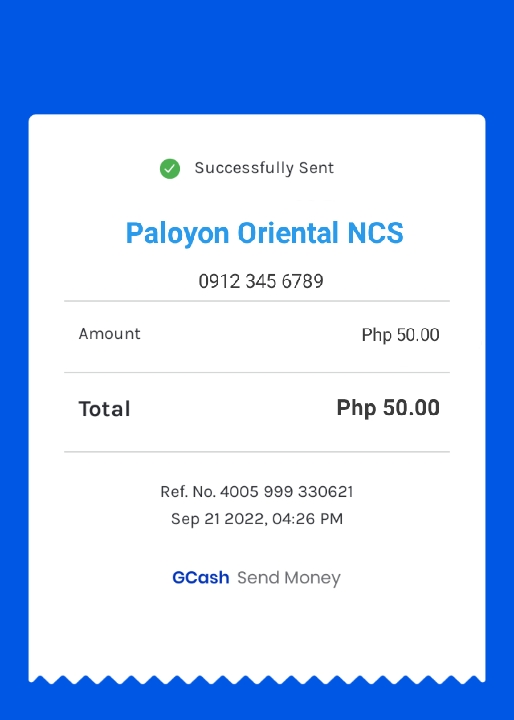 Successfully Sent
Paloyon Oriental NCS
0912 345 6789
Amount Php 50.00
Total Php 50.00
Ref. No. 4005 999 330621
Sep 21 2022, 04:26 PM
GCash Send Money